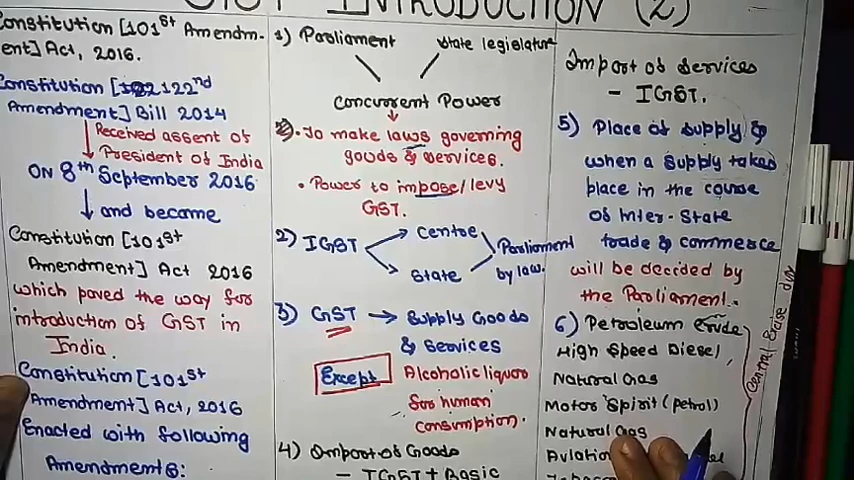 GST INTRODUCTION (2)
Constitution [101st Amendm-
ent] Act, 2016.
Constitution [122nd
Amendment] Bill 2014
Received assent of
President of India
ON 8th September 2016
and become
Constitution [101st
Amendment] Act 2016
which paved the way for
introduction of GST in
India.
Constitution [101st
Amendment] Act, 2016
Enacted with following
Amendments:
1) Parliament State legislature
Concurrent Power
• To make laws governing
goods & services.
• Power to impose/levy
GST.
2) IGST Centre State Parliament
by law.
3) GST → Supply Goods
& Services
Except Alcoholic liquor
for human
consumption.
4) Import of Goods
- IGST + Basic
Import of Services
- IGST.
5) Place of supply &
when a supply takes
place in the course
of Inter-State
trade & commerce
will be decided by
the Parliament.
6) Petroleum Crude
High Speed Diesel,
Natural Gas
Motor Spirit (petrol)
Natural Gas
Central Excise duty